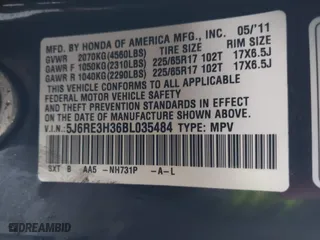 MFD. BY HONDA OF AMERICA MFG., INC. 05/'11
GVWR 2070KG(4560LBS) TIRE SIZE RIM SIZE
GAWR F 1050KG(2310LBS) 225/65R17 102T 17X6.5J
GAWR R 1040KG(2290LBS) 225/65R17 102T 17X6.5J
THIS VEHICLE CONFORMS TO ALL APPLICABLE
FEDERAL MOTOR VEHICLE SAFETY, BUMPER, AND
THEFT PREVENTION STANDARDS IN EFFECT ON THE
DATE OF MANUFACTURE SHOWN ABOVE.
V.I.N.: 5J6RE3H36BL035484 TYPE: MPV
SXT B AA5 -NH731P -A-L
DREAMBID